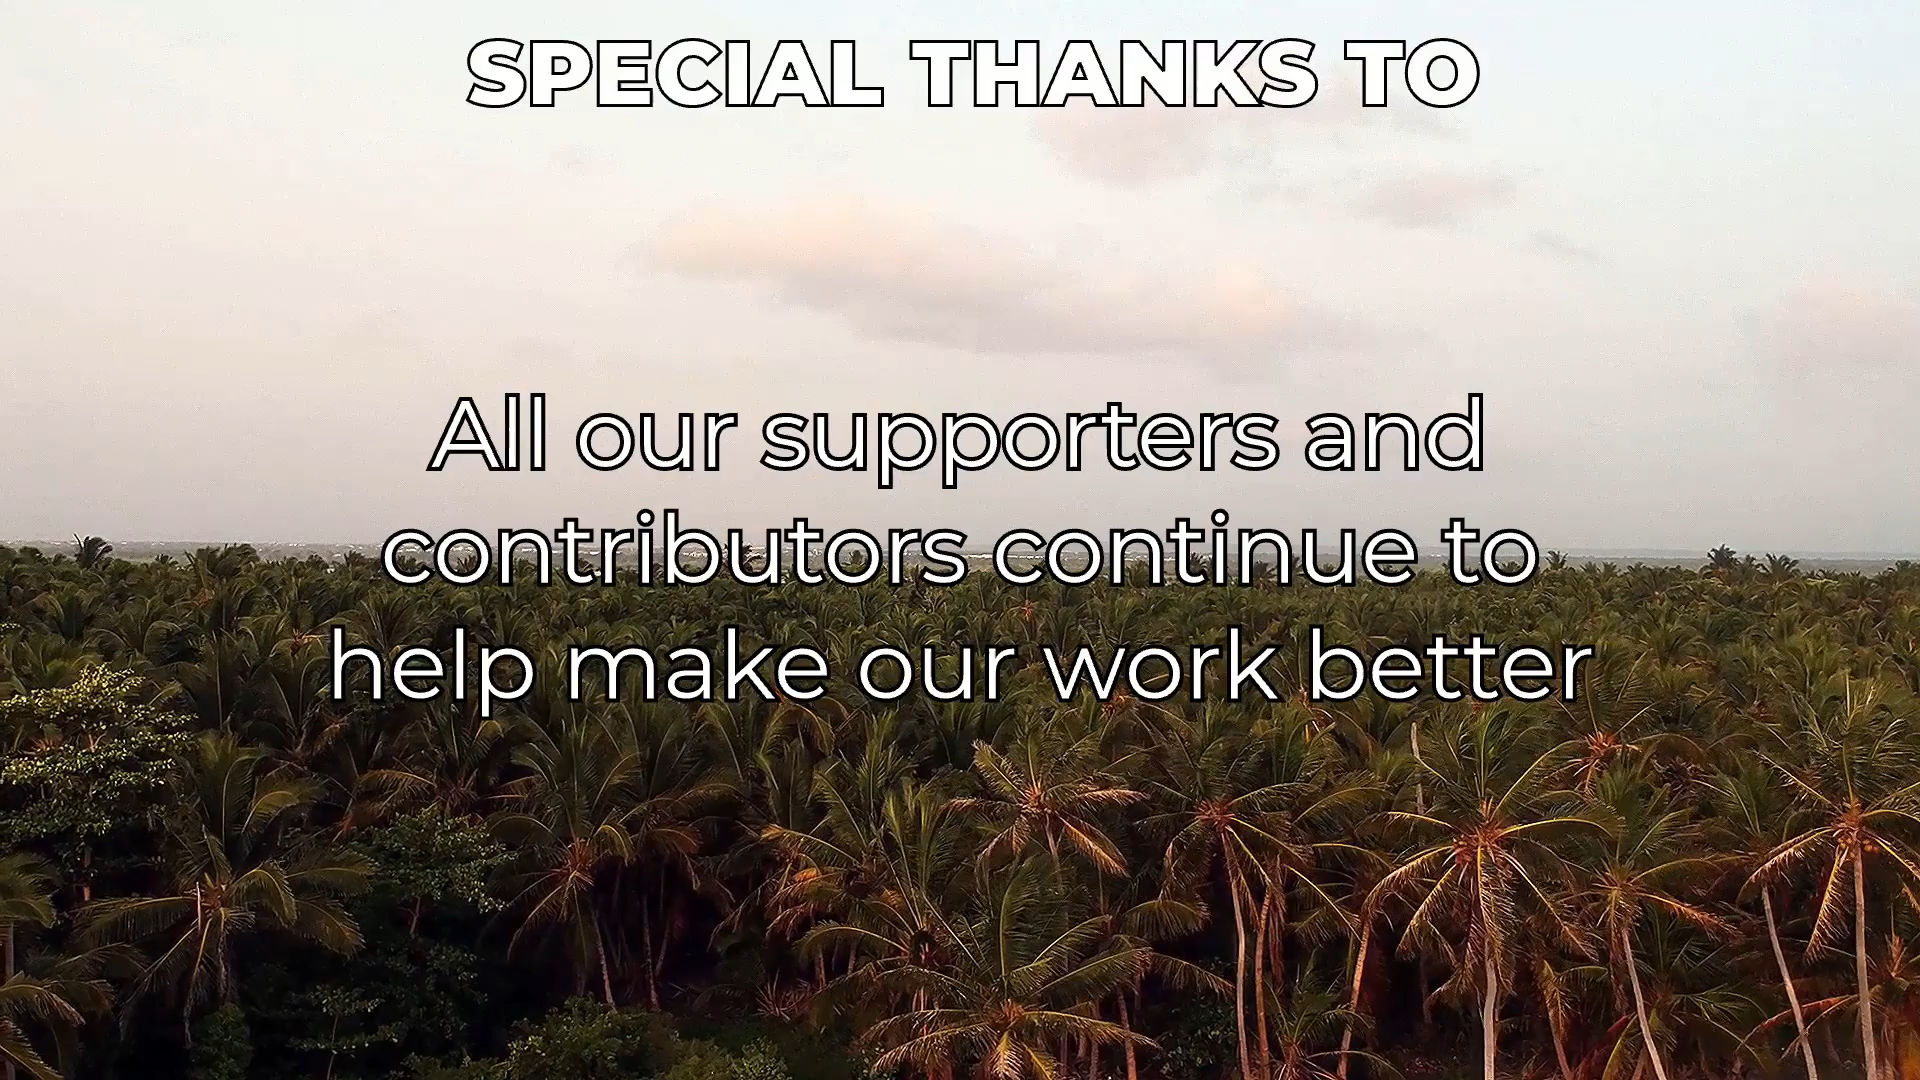 SPECIAL THANKS TO
All our supporters and
contributors continue to
help make our work better